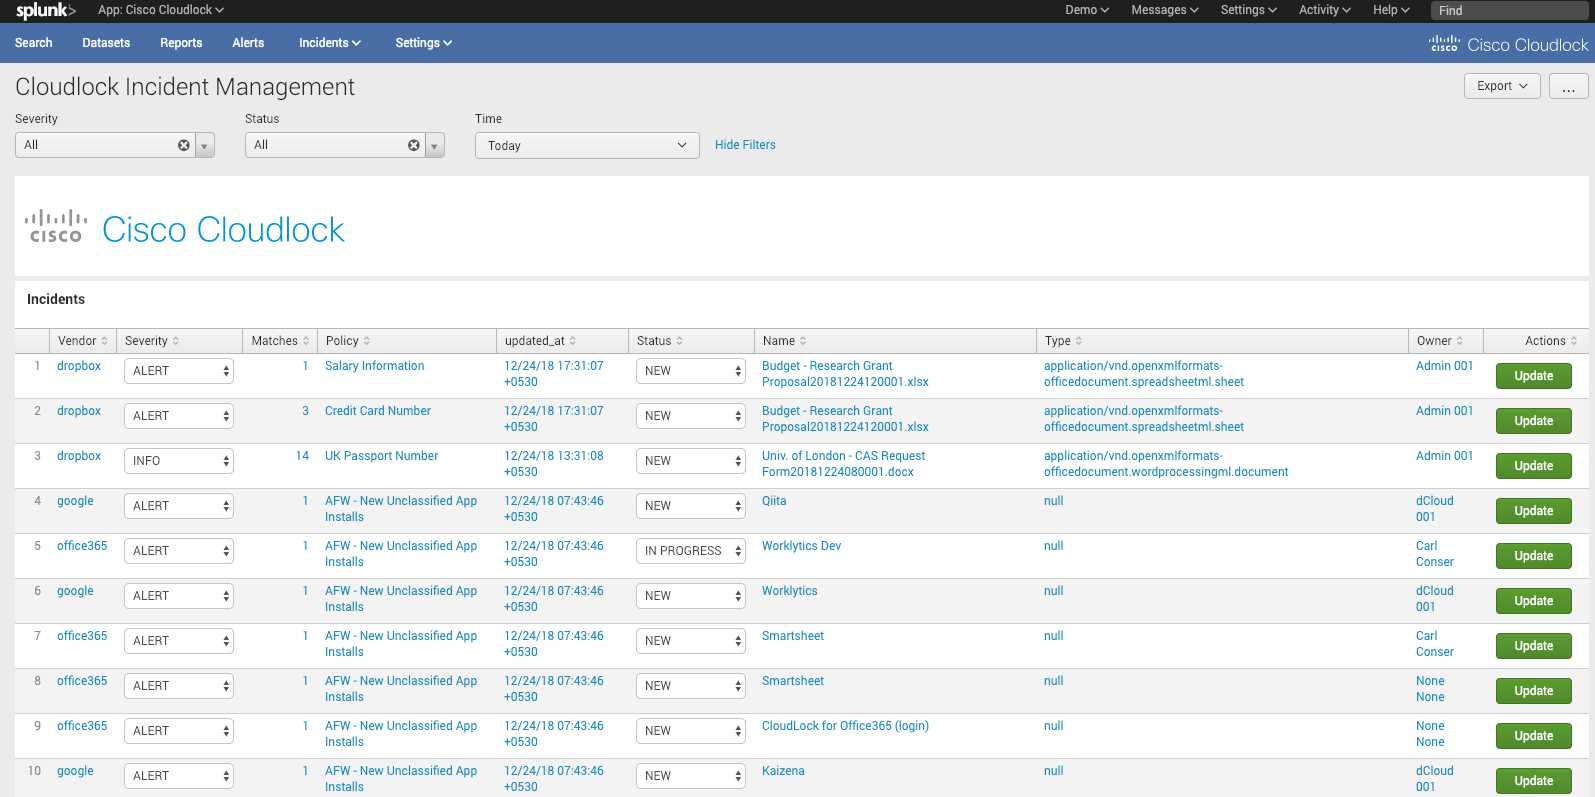 splunk> App: Cisco Cloudlock Demo Messages Settings Activity Help Find
Search Datasets Reports Alerts Incidents Settings CISCO Cisco Cloudlock
Cloudlock Incident Management Export ...
Severity Status Time
All All Today Hide Filters
CISCO Cisco Cloudlock
Incidents
Vendor Severity Matches Policy updated_at Status Name Type Owner Actions
1 dropbox ALERT 1 Salary Information 12/24/18 17:31:07 NEW Budget - Research Grant application/vnd.openxmlformats- Admin 001 Update
+0530 Proposal20181224120001.xlsx officedocument.spreadsheetml.sheet
2 dropbox ALERT 3 Credit Card Number 12/24/18 17:31:07 NEW Budget - Research Grant application/vnd.openxmlformats- Admin 001 Update
+0530 Proposal20181224120001.xlsx officedocument.spreadsheetml.sheet
3 dropbox INFO 14 UK Passport Number 12/24/18 13:31:08 NEW Univ. of London - CAS Request application/vnd.openxmlformats- Admin 001 Update
+0530 Form20181224080001.docx officedocument.wordprocessingml.document
4 google ALERT 1 AFW - New Unclassified App 12/24/18 07:43:46 NEW Qiita null dCloud Update
Installs +0530 001
5 office365 ALERT 1 AFW - New Unclassified App 12/24/18 07:43:46 IN PROGRESS Worklytics Dev null Carl Update
Installs +0530 Conser
6 google ALERT 1 AFW - New Unclassified App 12/24/18 07:43:46 NEW Worklytics null dCloud Update
Installs +0530 001
7 office365 ALERT 1 AFW - New Unclassified App 12/24/18 07:43:46 NEW Smartsheet null Carl Update
Installs +0530 Conser
8 office365 ALERT 1 AFW - New Unclassified App 12/24/18 07:43:46 NEW Smartsheet null None Update
Installs +0530 None
9 office365 ALERT 1 AFW - New Unclassified App 12/24/18 07:43:46 NEW CloudLock for Office365 (login) null None Update
Installs +0530 None
10 google ALERT 1 AFW - New Unclassified App 12/24/18 07:43:46 NEW Kaizena null dCloud Update
Installs +0530 001